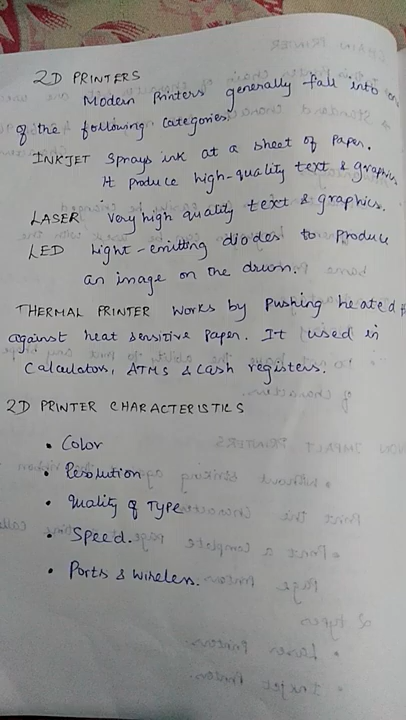 2D PRINTERS
Modern Printers generally fall into
of the following categories.
INKJET Sprays ink at a sheet of paper.
It produce high-quality text & graphics
LASER Very high quality text & graphics.
LED Light-emitting diodes to produce
an image on the drum.
THERMAL PRINTER Works by pushing heated
against heat sensitive paper. It used in
Calculators, ATMs & Cash registers.
2D PRINTER CHARACTERISTICS
• Color
• Resolution
• Quality of Type
• Speed.
• Ports & Wireless.